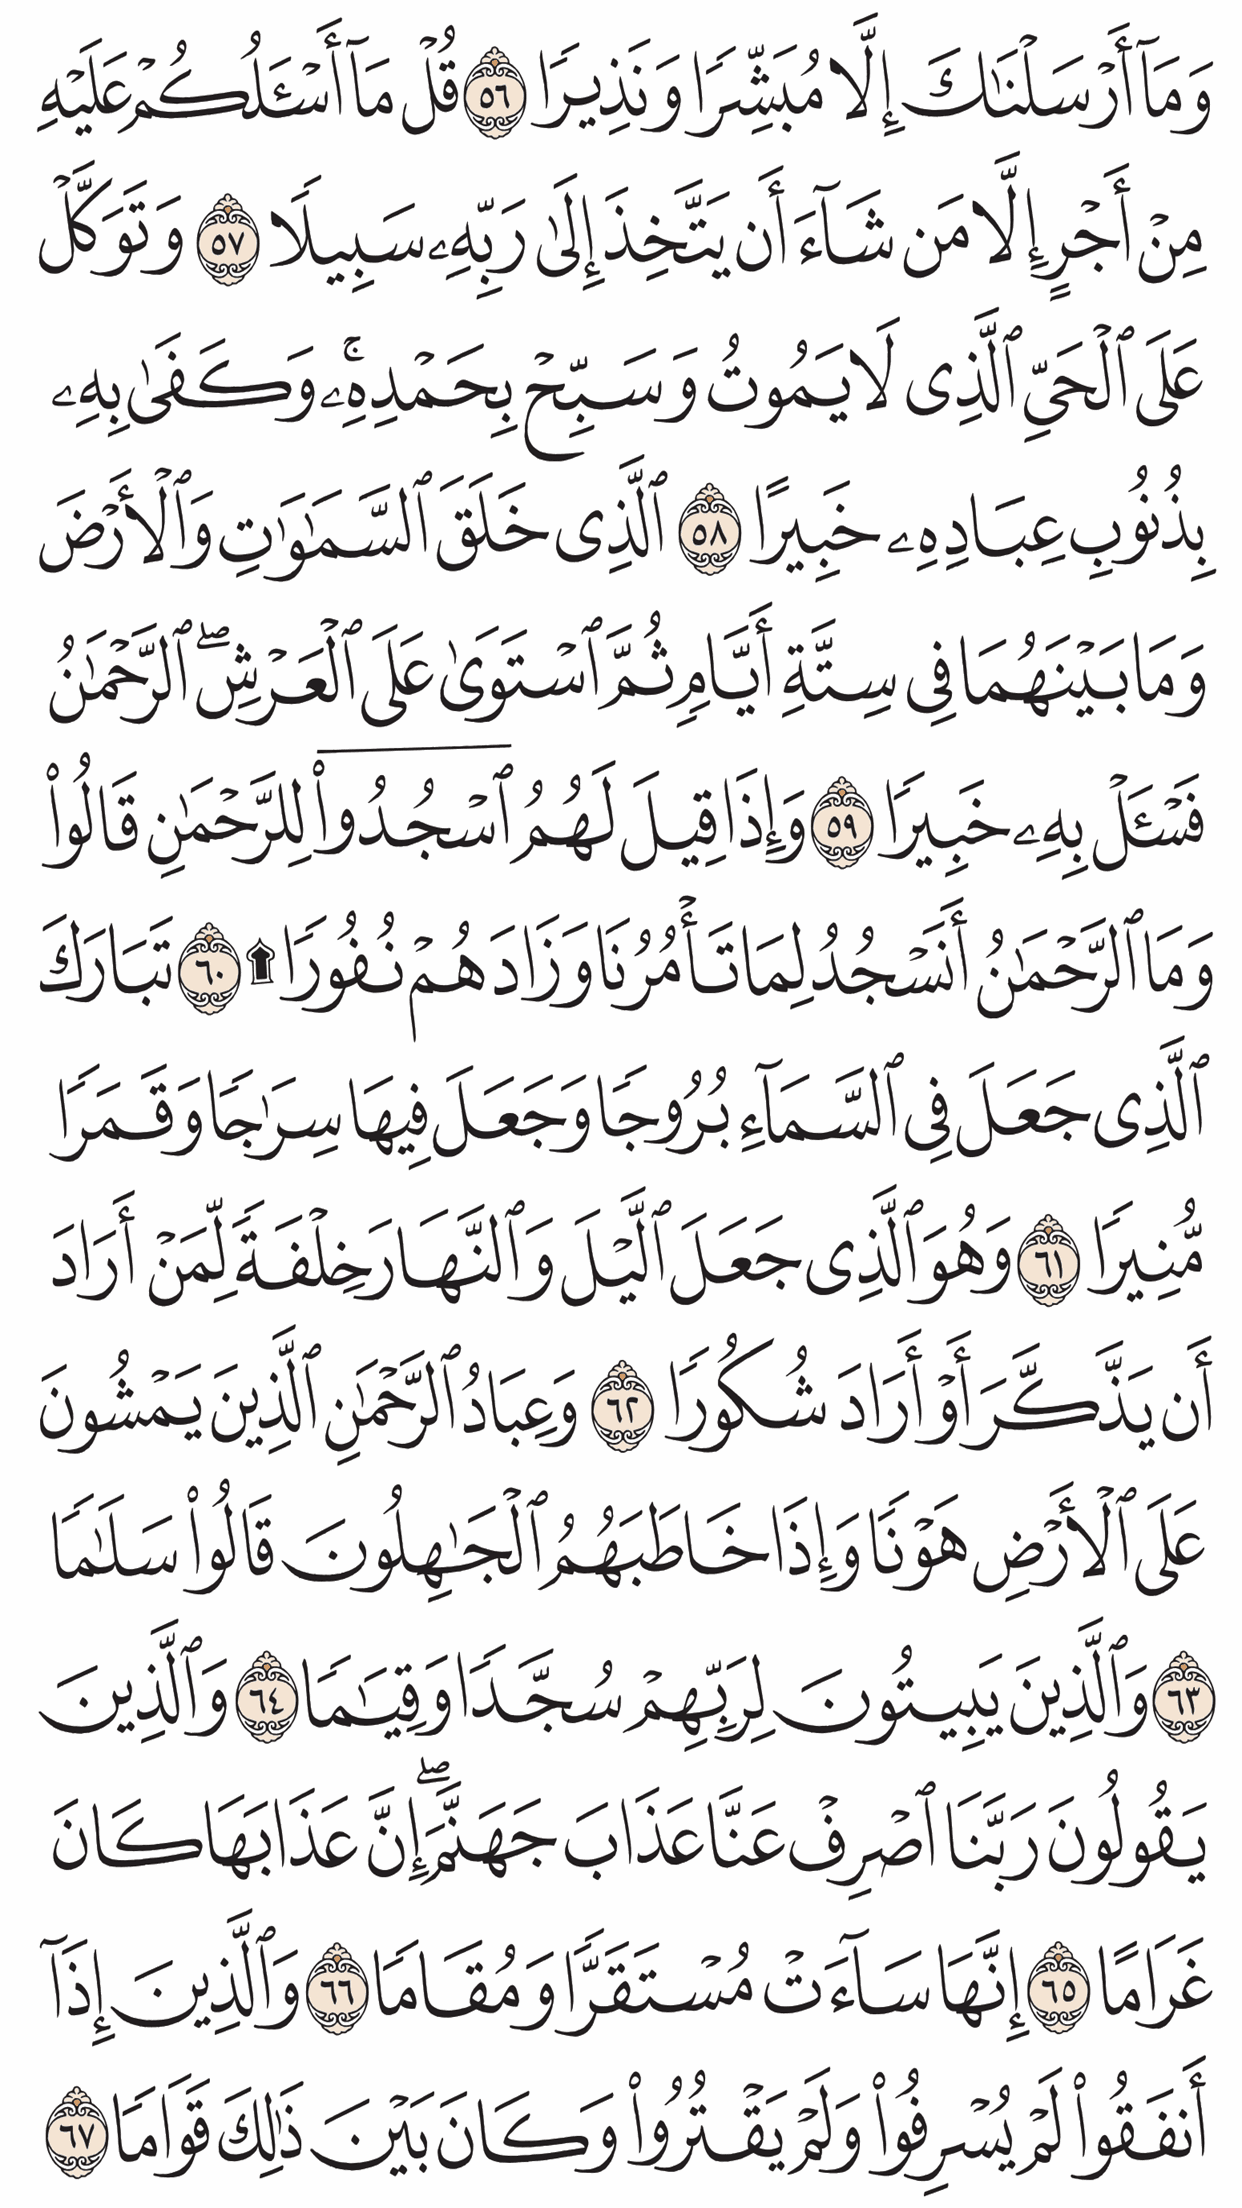 وَمَآ أَرۡسَلۡنَٰكَ إِلَّا مُبَشِّرٗا وَنَذِيرٗا ٥٦ قُلۡ مَآ أَسۡـَٔلُكُمۡ عَلَيۡهِ
مِنۡ أَجۡرٍ إِلَّا مَن شَآءَ أَن يَتَّخِذَ إِلَىٰ رَبِّهِۦ سَبِيلٗا ٥٧ وَتَوَكَّلۡ
عَلَى ٱلۡحَيِّ ٱلَّذِي لَا يَمُوتُ وَسَبِّحۡ بِحَمۡدِهِۦۚ وَكَفَىٰ بِهِۦ
بِذُنُوبِ عِبَادِهِۦ خَبِيرًا ٥٨ ٱلَّذِي خَلَقَ ٱلسَّمَٰوَٰتِ وَٱلۡأَرۡضَ
وَمَا بَيۡنَهُمَا فِي سِتَّةِ أَيَّامٖ ثُمَّ ٱسۡتَوَىٰ عَلَى ٱلۡعَرۡشِۖ ٱلرَّحۡمَٰنُ
فَسۡـَٔلۡ بِهِۦ خَبِيرٗا ٥٩ وَإِذَا قِيلَ لَهُمُ ٱسۡجُدُواْ لِلرَّحۡمَٰنِ قَالُواْ
وَمَا ٱلرَّحۡمَٰنُ أَنَسۡجُدُ لِمَا تَأۡمُرُنَا وَزَادَهُمۡ نُفُورٗا ۩ ٦٠ تَبَارَكَ
ٱلَّذِي جَعَلَ فِي ٱلسَّمَآءِ بُرُوجٗا وَجَعَلَ فِيهَا سِرَٰجٗا وَقَمَرٗا
مُّنِيرٗا ٦١ وَهُوَ ٱلَّذِي جَعَلَ ٱلَّيۡلَ وَٱلنَّهَارَ خِلۡفَةٗ لِّمَنۡ أَرَادَ
أَن يَذَّكَّرَ أَوۡ أَرَادَ شُكُورٗا ٦٢ وَعِبَادُ ٱلرَّحۡمَٰنِ ٱلَّذِينَ يَمۡشُونَ
عَلَى ٱلۡأَرۡضِ هَوۡنٗا وَإِذَا خَاطَبَهُمُ ٱلۡجَٰهِلُونَ قَالُواْ سَلَٰمٗا
٦٣ وَٱلَّذِينَ يَبِيتُونَ لِرَبِّهِمۡ سُجَّدٗا وَقِيَٰمٗا ٦٤ وَٱلَّذِينَ
يَقُولُونَ رَبَّنَا ٱصۡرِفۡ عَنَّا عَذَابَ جَهَنَّمَۖ إِنَّ عَذَابَهَا كَانَ
غَرَامًا ٦٥ إِنَّهَا سَآءَتۡ مُسۡتَقَرّٗا وَمُقَامٗا ٦٦ وَٱلَّذِينَ إِذَآ
أَنفَقُواْ لَمۡ يُسۡرِفُواْ وَلَمۡ يَقۡتُرُواْ وَكَانَ بَيۡنَ ذَٰلِكَ قَوَامٗا ٦٧